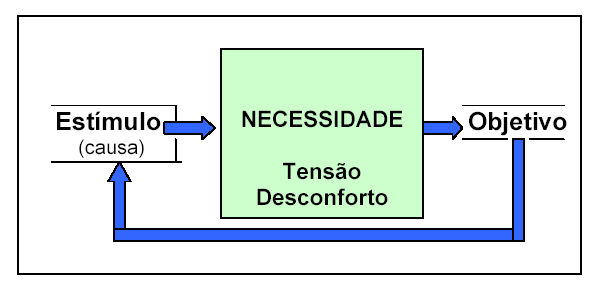 Estímulo
(causa)
NECESSIDADE
Tensão
Desconforto
Objetivo